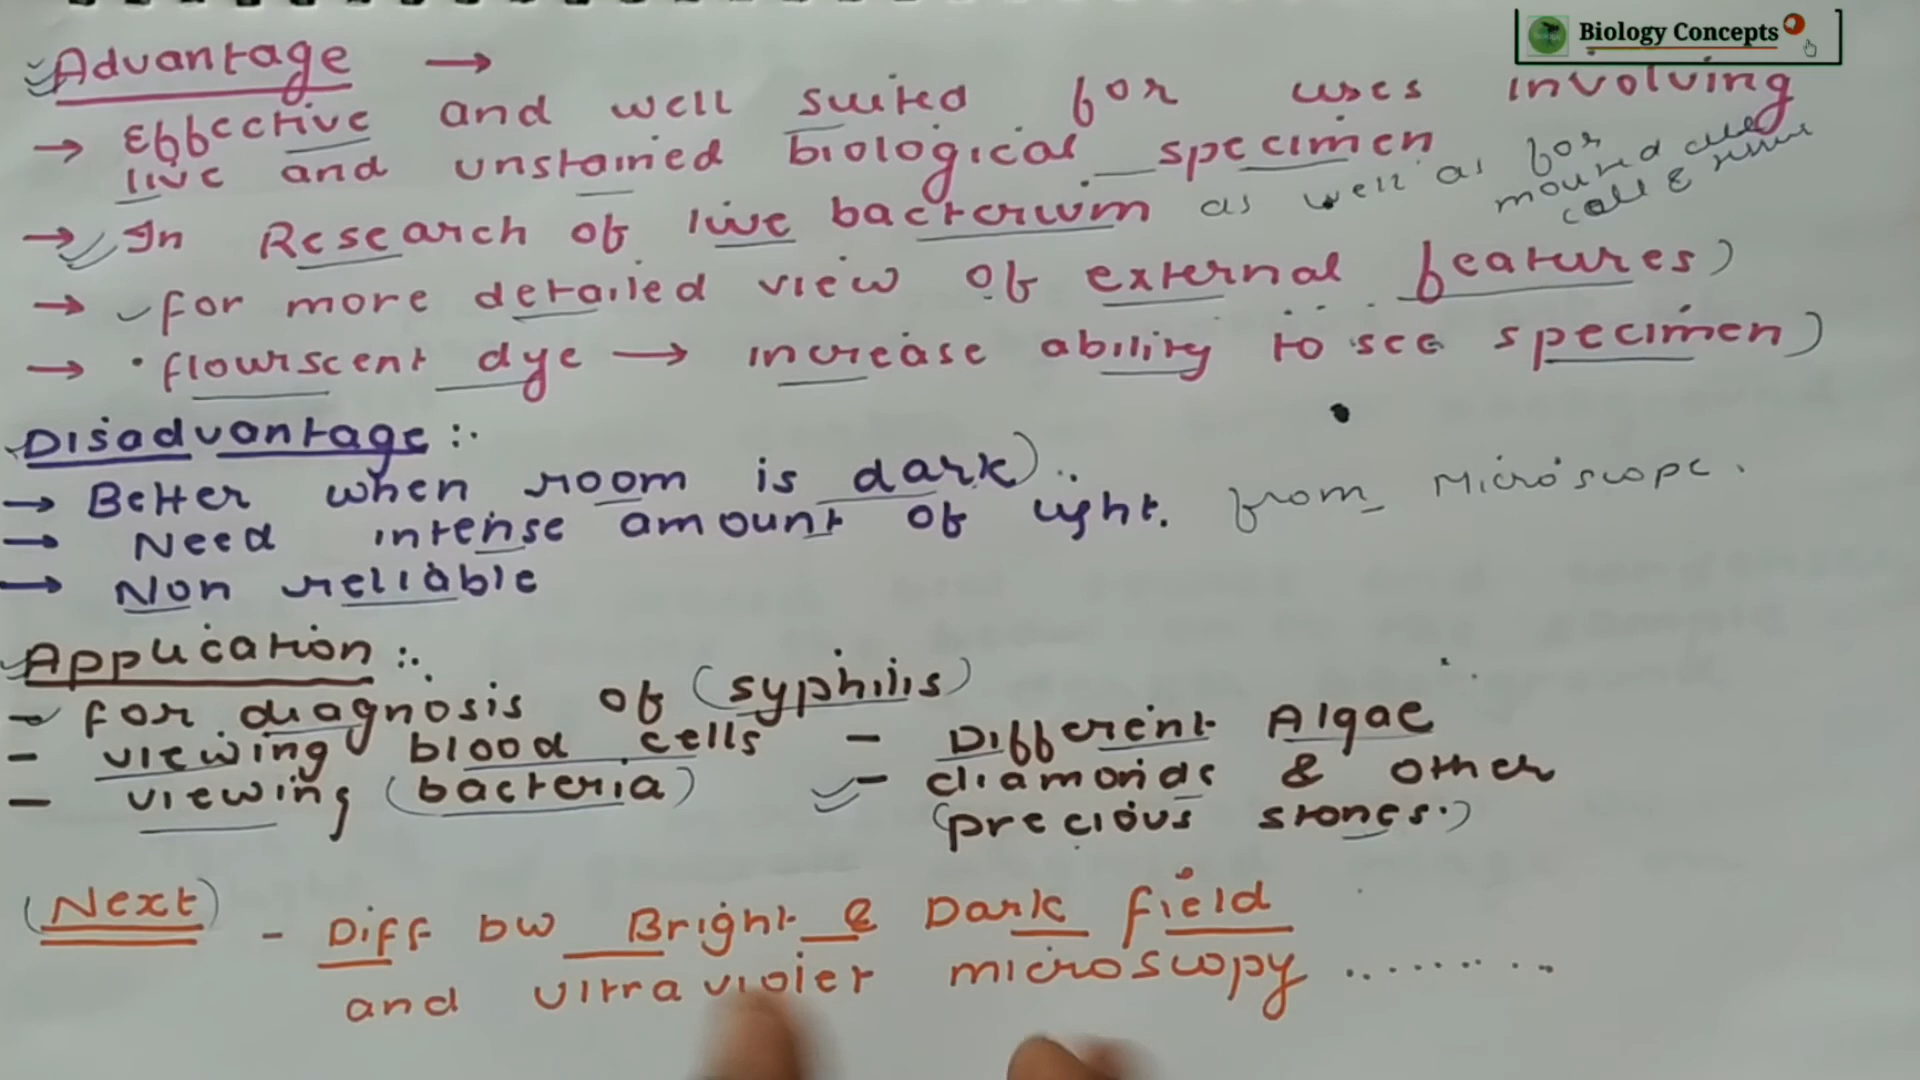 Biology Concepts
Advantage →
→ Effective and well suited for uses involving
live and unstained biological specimen
as well as for
mounted
cell &
→ In Research of live bacterium
→ for more detailed view of external features)
→ flourscent dye → increase ability to see specimen)
Disadvantage :-
→ Better when room is dark)..
→ Need intense amount of light. from Microscope.
→ Non reliable
Application :-
- for diagnosis of (syphilis)
- viewing blood cells
- viewing (bacteria)
- Different Algae
- diamonds & other
(precious stones.)
(Next)
- Diff bw Bright & Dark field
and ultraviolet microscopy .........